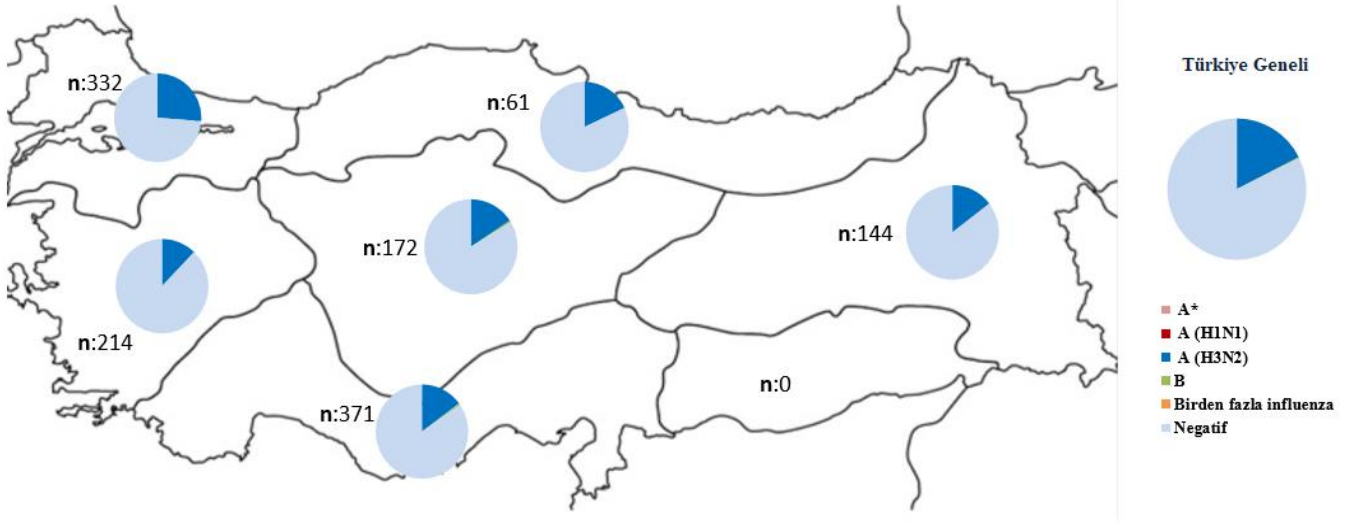 n:332
n:61
n:172
n:144
n:214
n:371
n:0
Türkiye Geneli
A*
A (H1N1)
A (H3N2)
B
Birden fazla influenza
Negatif